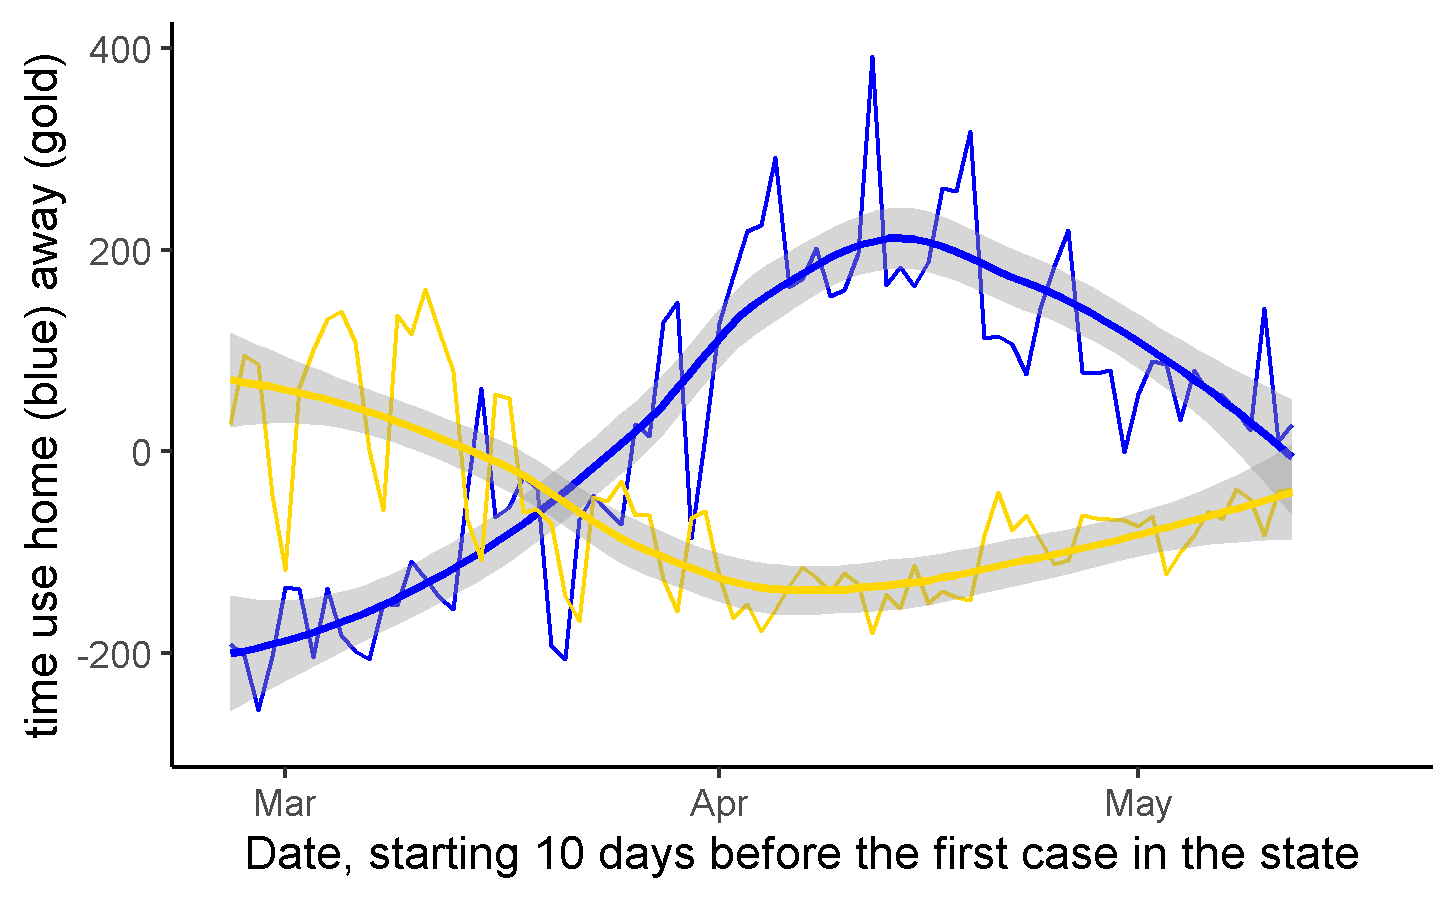 time use home (blue) away (gold)
400
200
0
-200
Mar Apr May
Date, starting 10 days before the first case in the state